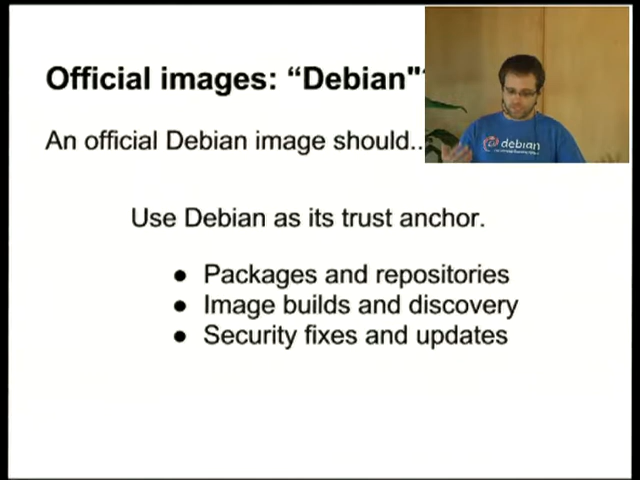 Official images: “Debian"
An official Debian image should..
debian
Use Debian as its trust anchor.
● Packages and repositories
● Image builds and discovery
● Security fixes and updates